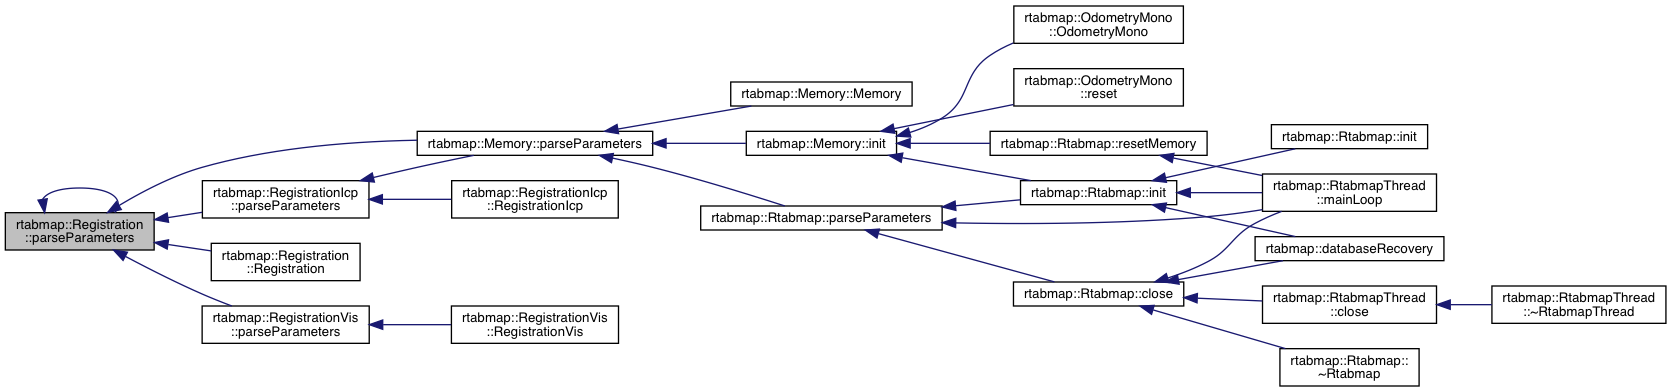 rtabmap::Registration
::parseParameters
rtabmap::RegistrationIcp
::parseParameters
rtabmap::Registration
::Registration
rtabmap::RegistrationVis
::parseParameters
rtabmap::Memory::parseParameters
rtabmap::RegistrationIcp
::RegistrationIcp
rtabmap::RegistrationVis
::RegistrationVis
rtabmap::Memory::Memory
rtabmap::Memory::init
rtabmap::Rtabmap::parseParameters
rtabmap::OdometryMono
::OdometryMono
rtabmap::OdometryMono
::reset
rtabmap::Rtabmap::resetMemory
rtabmap::Rtabmap::init
rtabmap::Rtabmap::close
rtabmap::Rtabmap::init
rtabmap::RtabmapThread
::mainLoop
rtabmap::databaseRecovery
rtabmap::RtabmapThread
::close
rtabmap::Rtabmap::
~Rtabmap
rtabmap::RtabmapThread
::~RtabmapThread